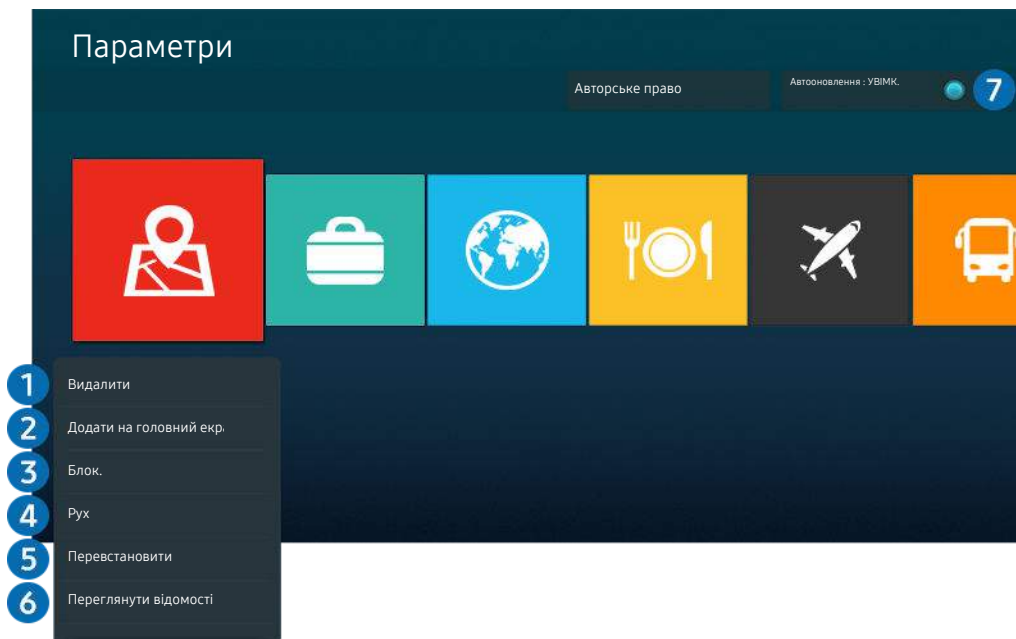 Параметри
Авторське право
Автооновлення : УВІМК.
7
1
Видалити
2
Додати на головний екр
3
Блок.
4
Рух
5
Перевстановити
6
Переглянути відомості